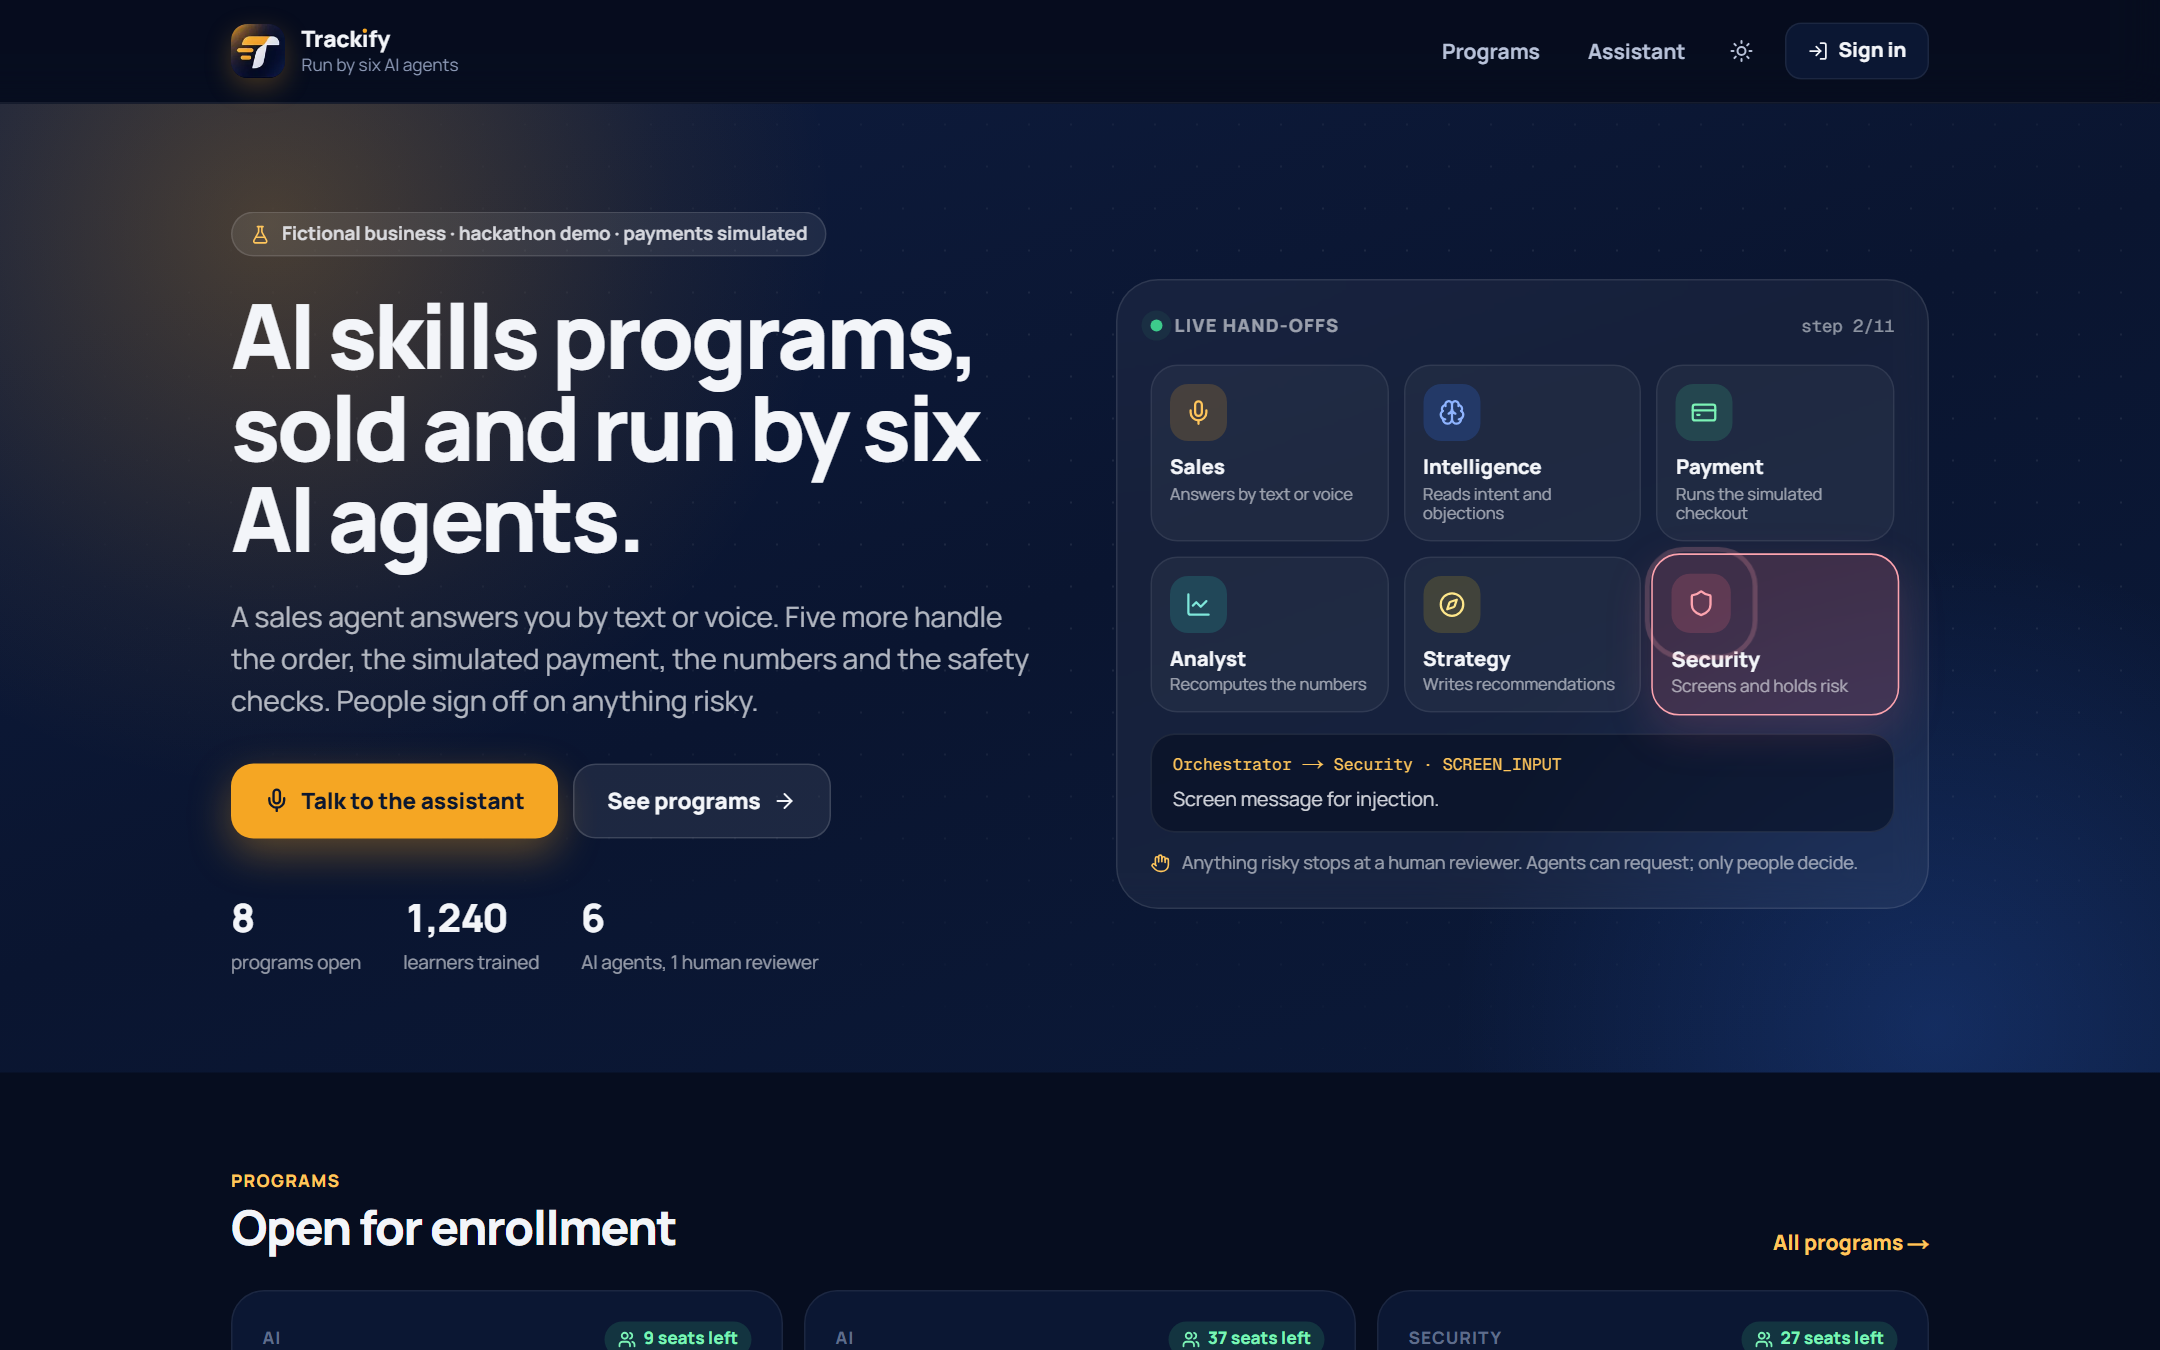 Trackify
Run by six AI agents
Programs
Assistant
Sign in
Fictional business · hackathon demo · payments simulated
AI skills programs,
sold and run by six
AI agents.
A sales agent answers you by text or voice. Five more handle
the order, the simulated payment, the numbers and the safety
checks. People sign off on anything risky.
Talk to the assistant
See programs →
8
programs open
1,240
learners trained
6
AI agents, 1 human reviewer
LIVE HAND-OFFS
step 2/11
Sales
Answers by text or voice
Intelligence
Reads intent and
objections
Payment
Runs the simulated
checkout
Analyst
Recomputes the numbers
Strategy
Writes recommendations
Security
Screens and holds risk
Orchestrator → Security · SCREEN_INPUT
Screen message for injection.
Anything risky stops at a human reviewer. Agents can request; only people decide.
PROGRAMS
Open for enrollment
All programs →
AI
9 seats left
AI
37 seats left
SECURITY
27 seats left